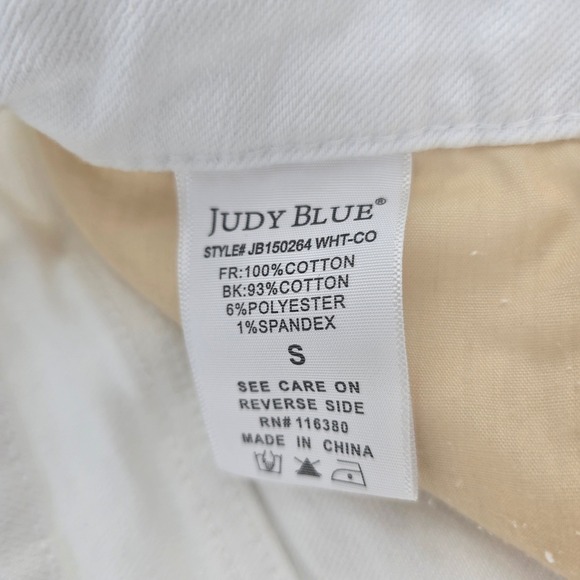 JUDY BLUE®
STYLE# JB150264 WHT-CO
FR:100%COTTON
BK:93%COTTON
6%POLYESTER
1%SPANDEX
S
SEE CARE ON
REVERSE SIDE
RN# 116380
MADE IN CHINA